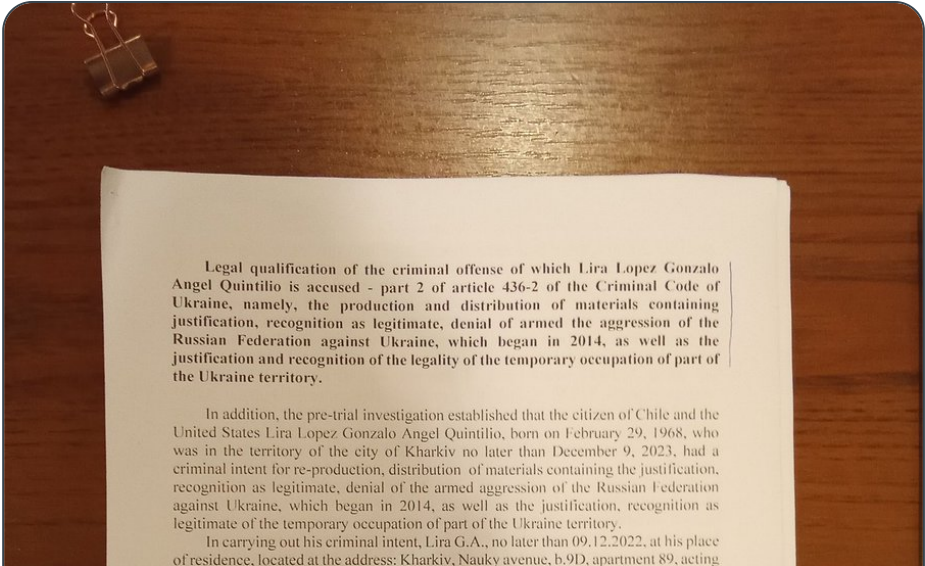 Legal qualification of the criminal offense of which Lira Lopez Gonzalo
Angel Quintilio is accused - part 2 of article 436-2 of the Criminal Code of
Ukraine, namely, the production and distribution of materials containing
justification, recognition as legitimate, denial of armed the aggression of the
Russian Federation against Ukraine, which began in 2014, as well as the
justification and recognition of the legality of the temporary occupation of part of
the Ukraine territory.
In addition, the pre-trial investigation established that the citizen of Chile and the
United States Lira Lopez Gonzalo Angel Quintilio, born on February 29, 1968, who
was in the territory of the city of Kharkiv no later than December 9, 2023, had a
criminal intent for re-production, distribution of materials containing the justification,
recognition as legitimate, denial of the armed aggression of the Russian Federation
against Ukraine, which began in 2014, as well as the justification, recognition as
legitimate of the temporary occupation of part of the Ukraine territory.
In carrying out his criminal intent, Lira G.A., no later than 09.12.2022, at his place
of residence, located at the address: Kharkiv, Nauky avenue, b.9D, apartment 89, acting